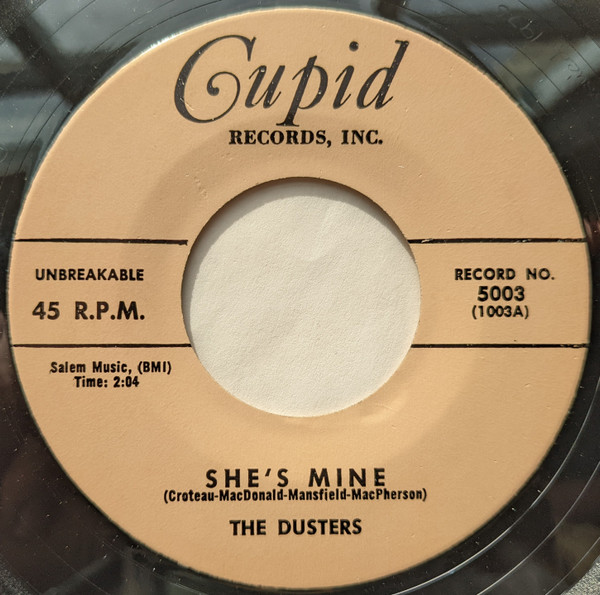 Cupid
RECORDS, INC.
UNBREAKABLE
45 R.P.M.
RECORD NO.
5003
(1003A)
Salem Music, (BMI)
Time: 2:04
SHE'S MINE
(Croteau-MacDonald-Mansfield-MacPherson)
THE DUSTERS